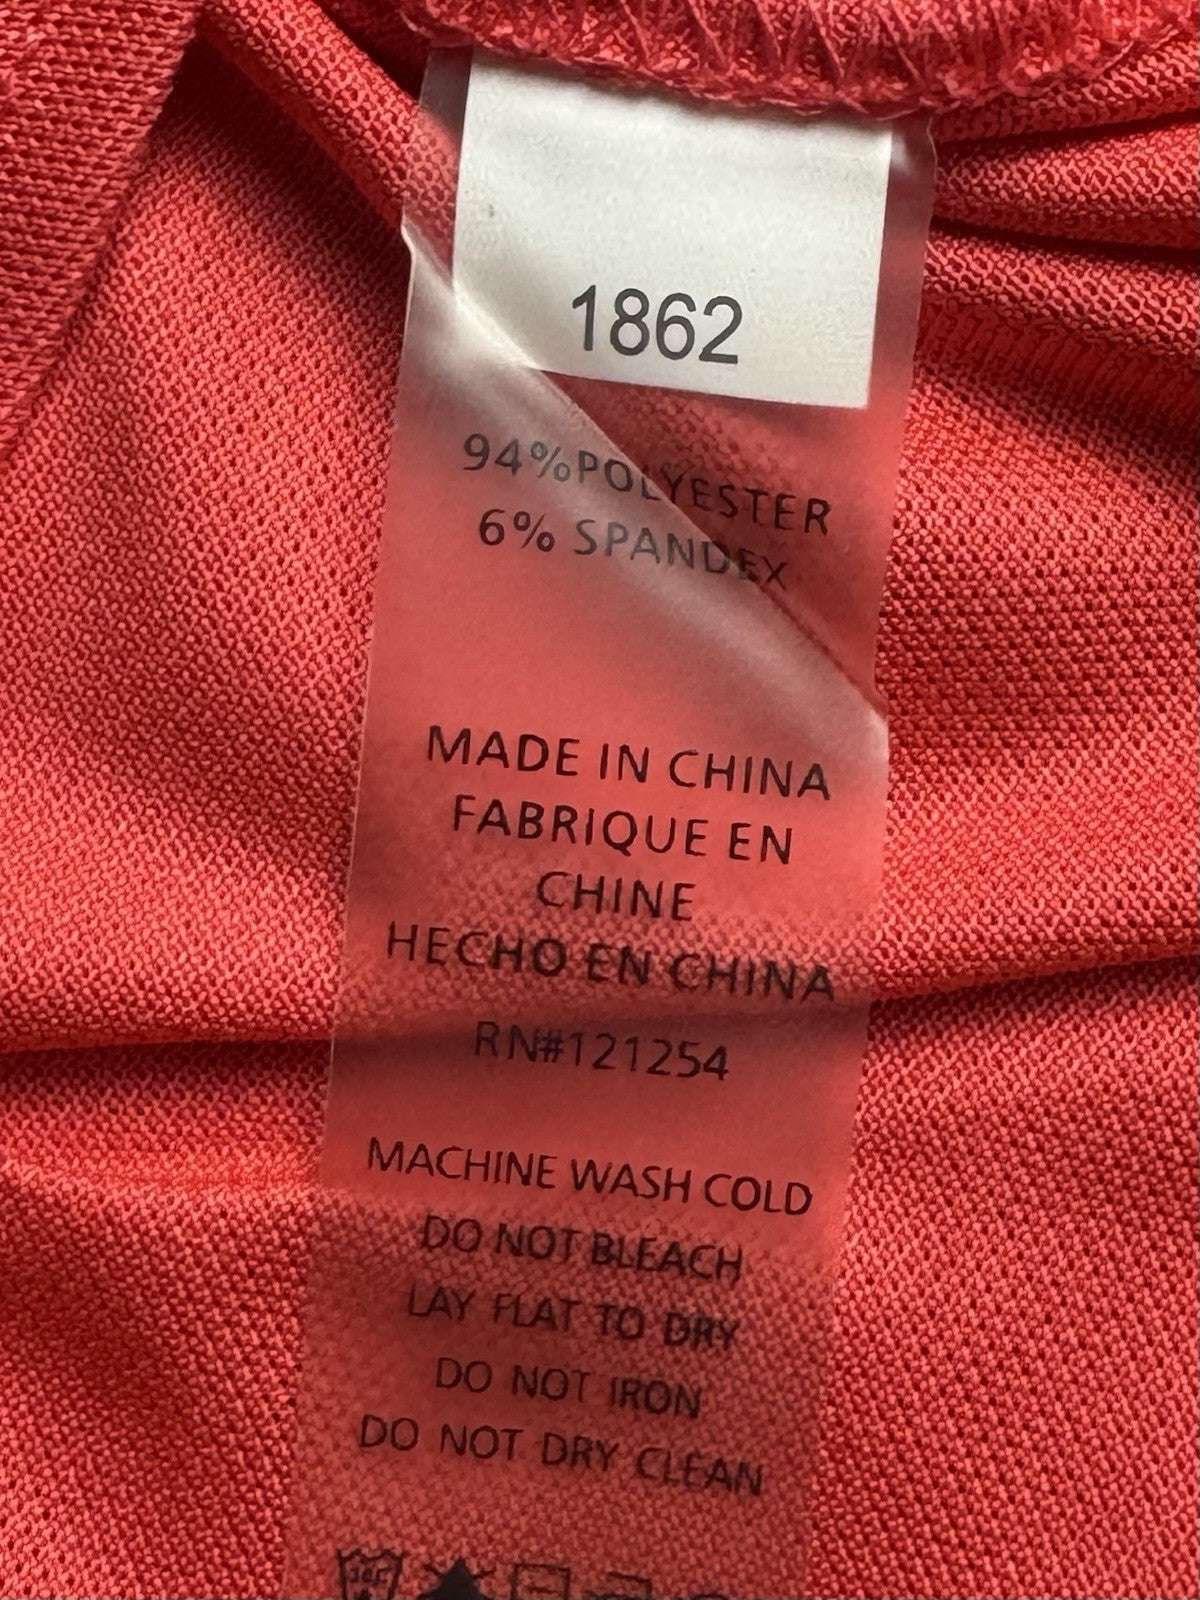 1862
94%POLYESTER
6% SPANDEX
MADE IN CHINA
FABRIQUE EN
CHINE
HECHO EN CHINA
RN#121254
MACHINE WASH COLD
DO NOT BLEACH
LAY FLAT TO DRY
DO NOT IRON
DO NOT DRY CLEAN